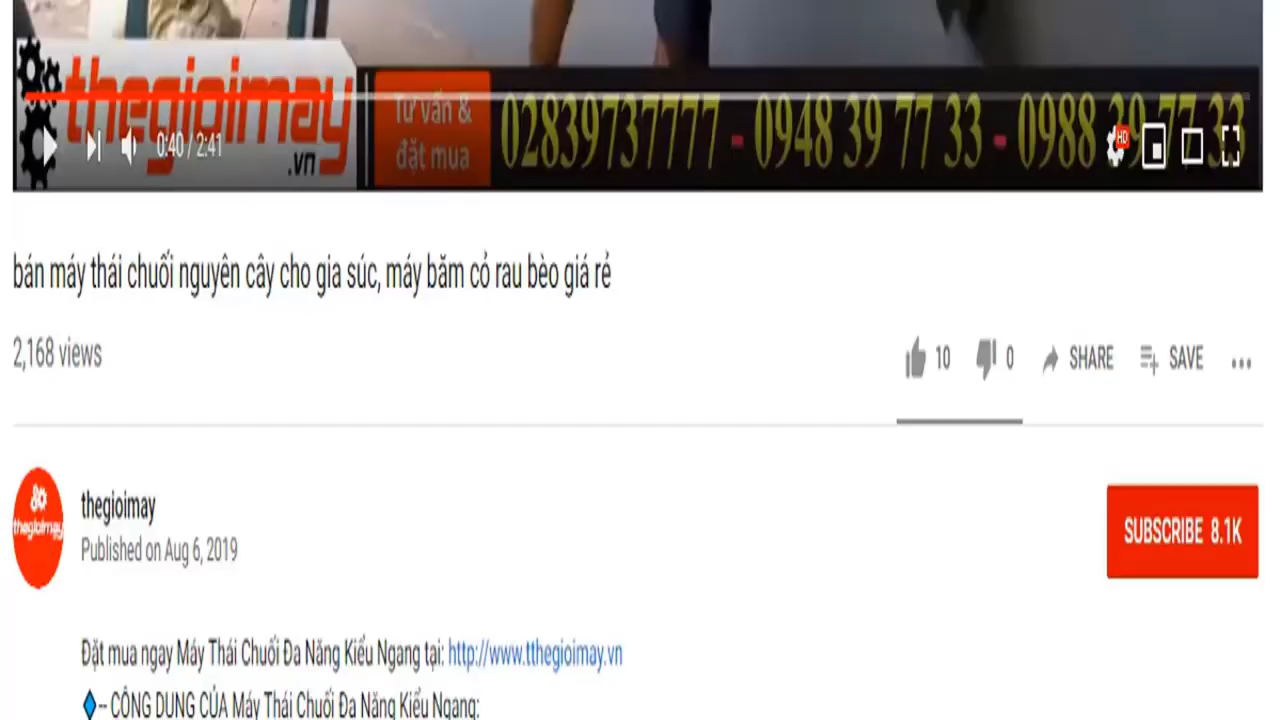 thegioimay
.vn
Tư vấn &
đặt mua
02839737777 - 0948 39 77 33 - 0988 39 77 33
HD
0:40 / 2:41
bán máy thái chuối nguyên cây cho gia súc, máy băm cỏ rau bèo giá rẻ
2,168 views
10 0 SHARE SAVE
thegioimay
thegioimay
Published on Aug 6, 2019
SUBSCRIBE 8.1K
Đặt mua ngay Máy Thái Chuối Đa Năng Kiểu Ngang tại: http://www.tthegioimay.vn
-- CÔNG DỤNG CỦA Máy Thái Chuối Đa Năng Kiểu Ngang: